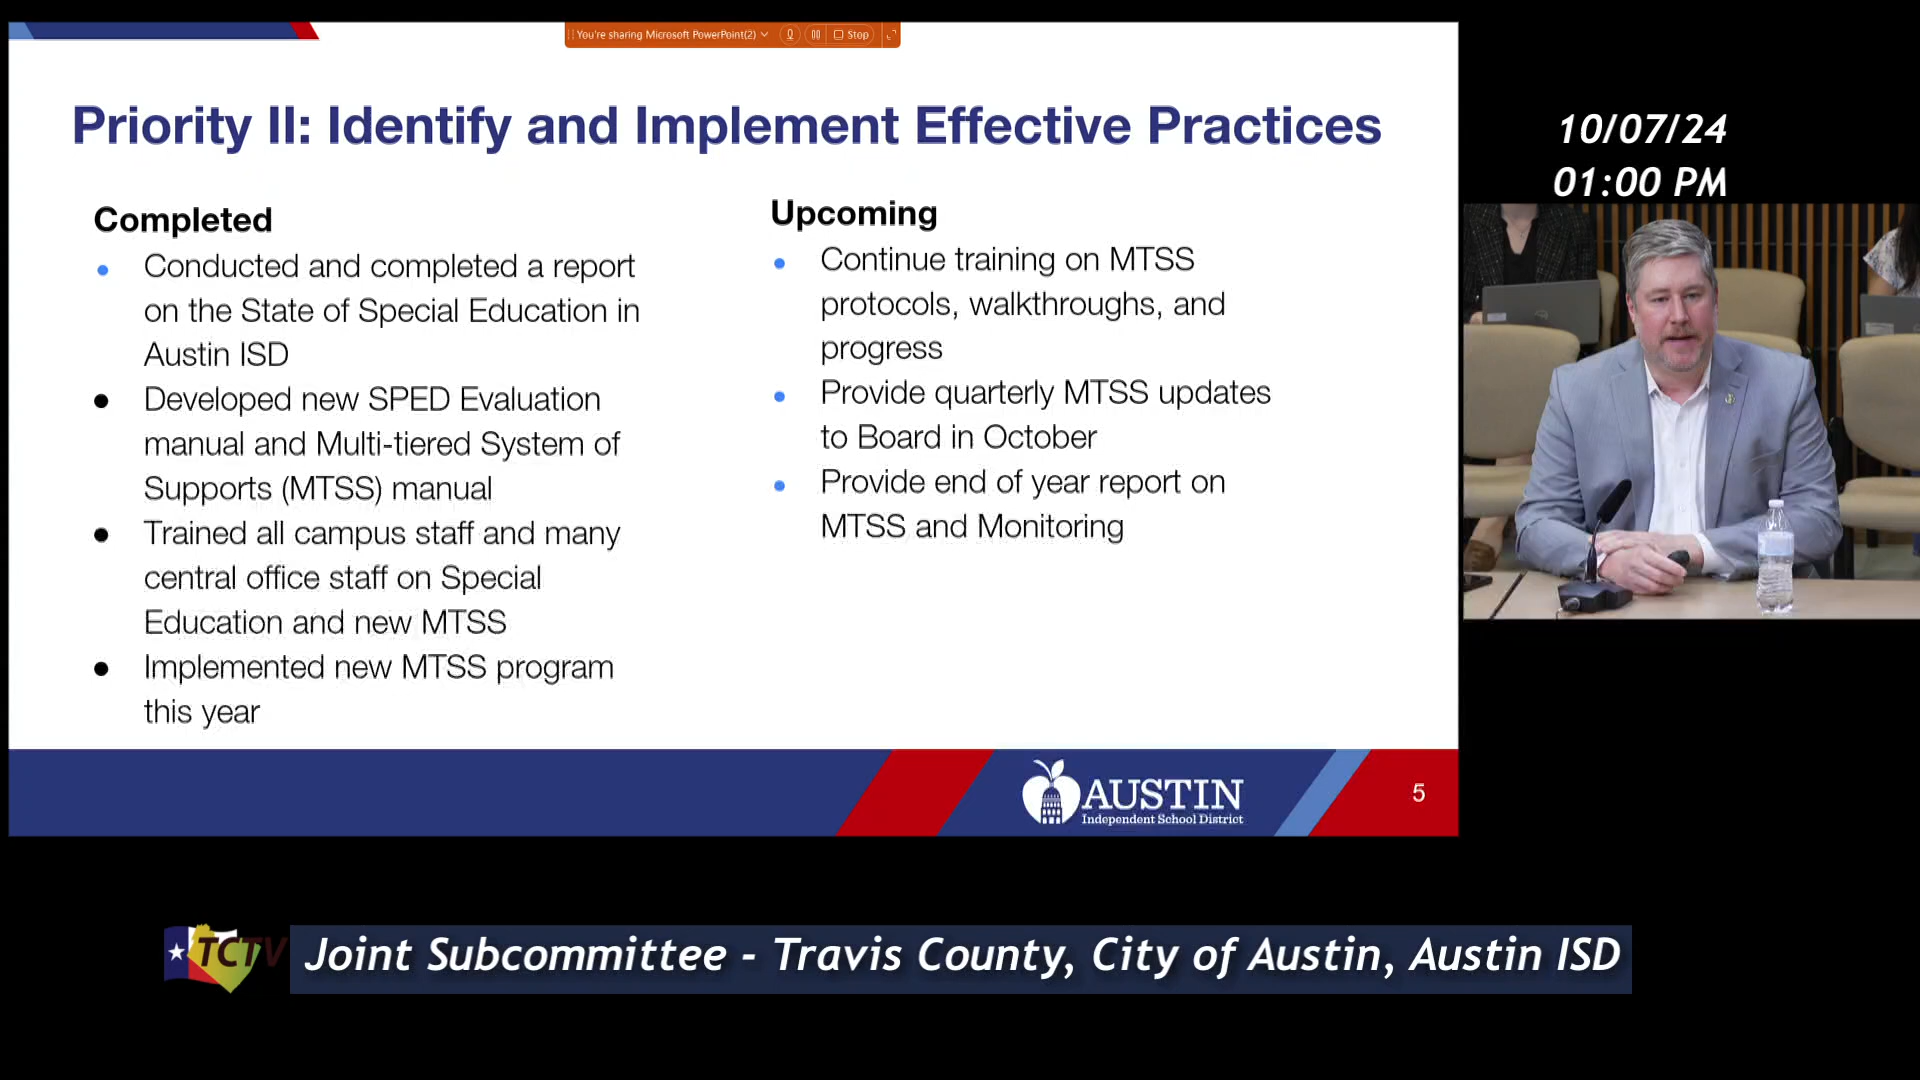 You're sharing Microsoft PowerPoint(2)
Stop
Priority II: Identify and Implement Effective Practices
Completed
Conducted and completed a report
on the State of Special Education in
Austin ISD
Developed new SPED Evaluation
manual and Multi-tiered System of
Supports (MTSS) manual
Trained all campus staff and many
central office staff on Special
Education and new MTSS
Implemented new MTSS program
this year
Upcoming
Continue training on MTSS
protocols, walkthroughs, and
progress
Provide quarterly MTSS updates
to Board in October
Provide end of year report on
MTSS and Monitoring
AUSTIN
Independent School District
5
10/07/24
01:00 PM
TCTV
Joint Subcommittee - Travis County, City of Austin, Austin ISD